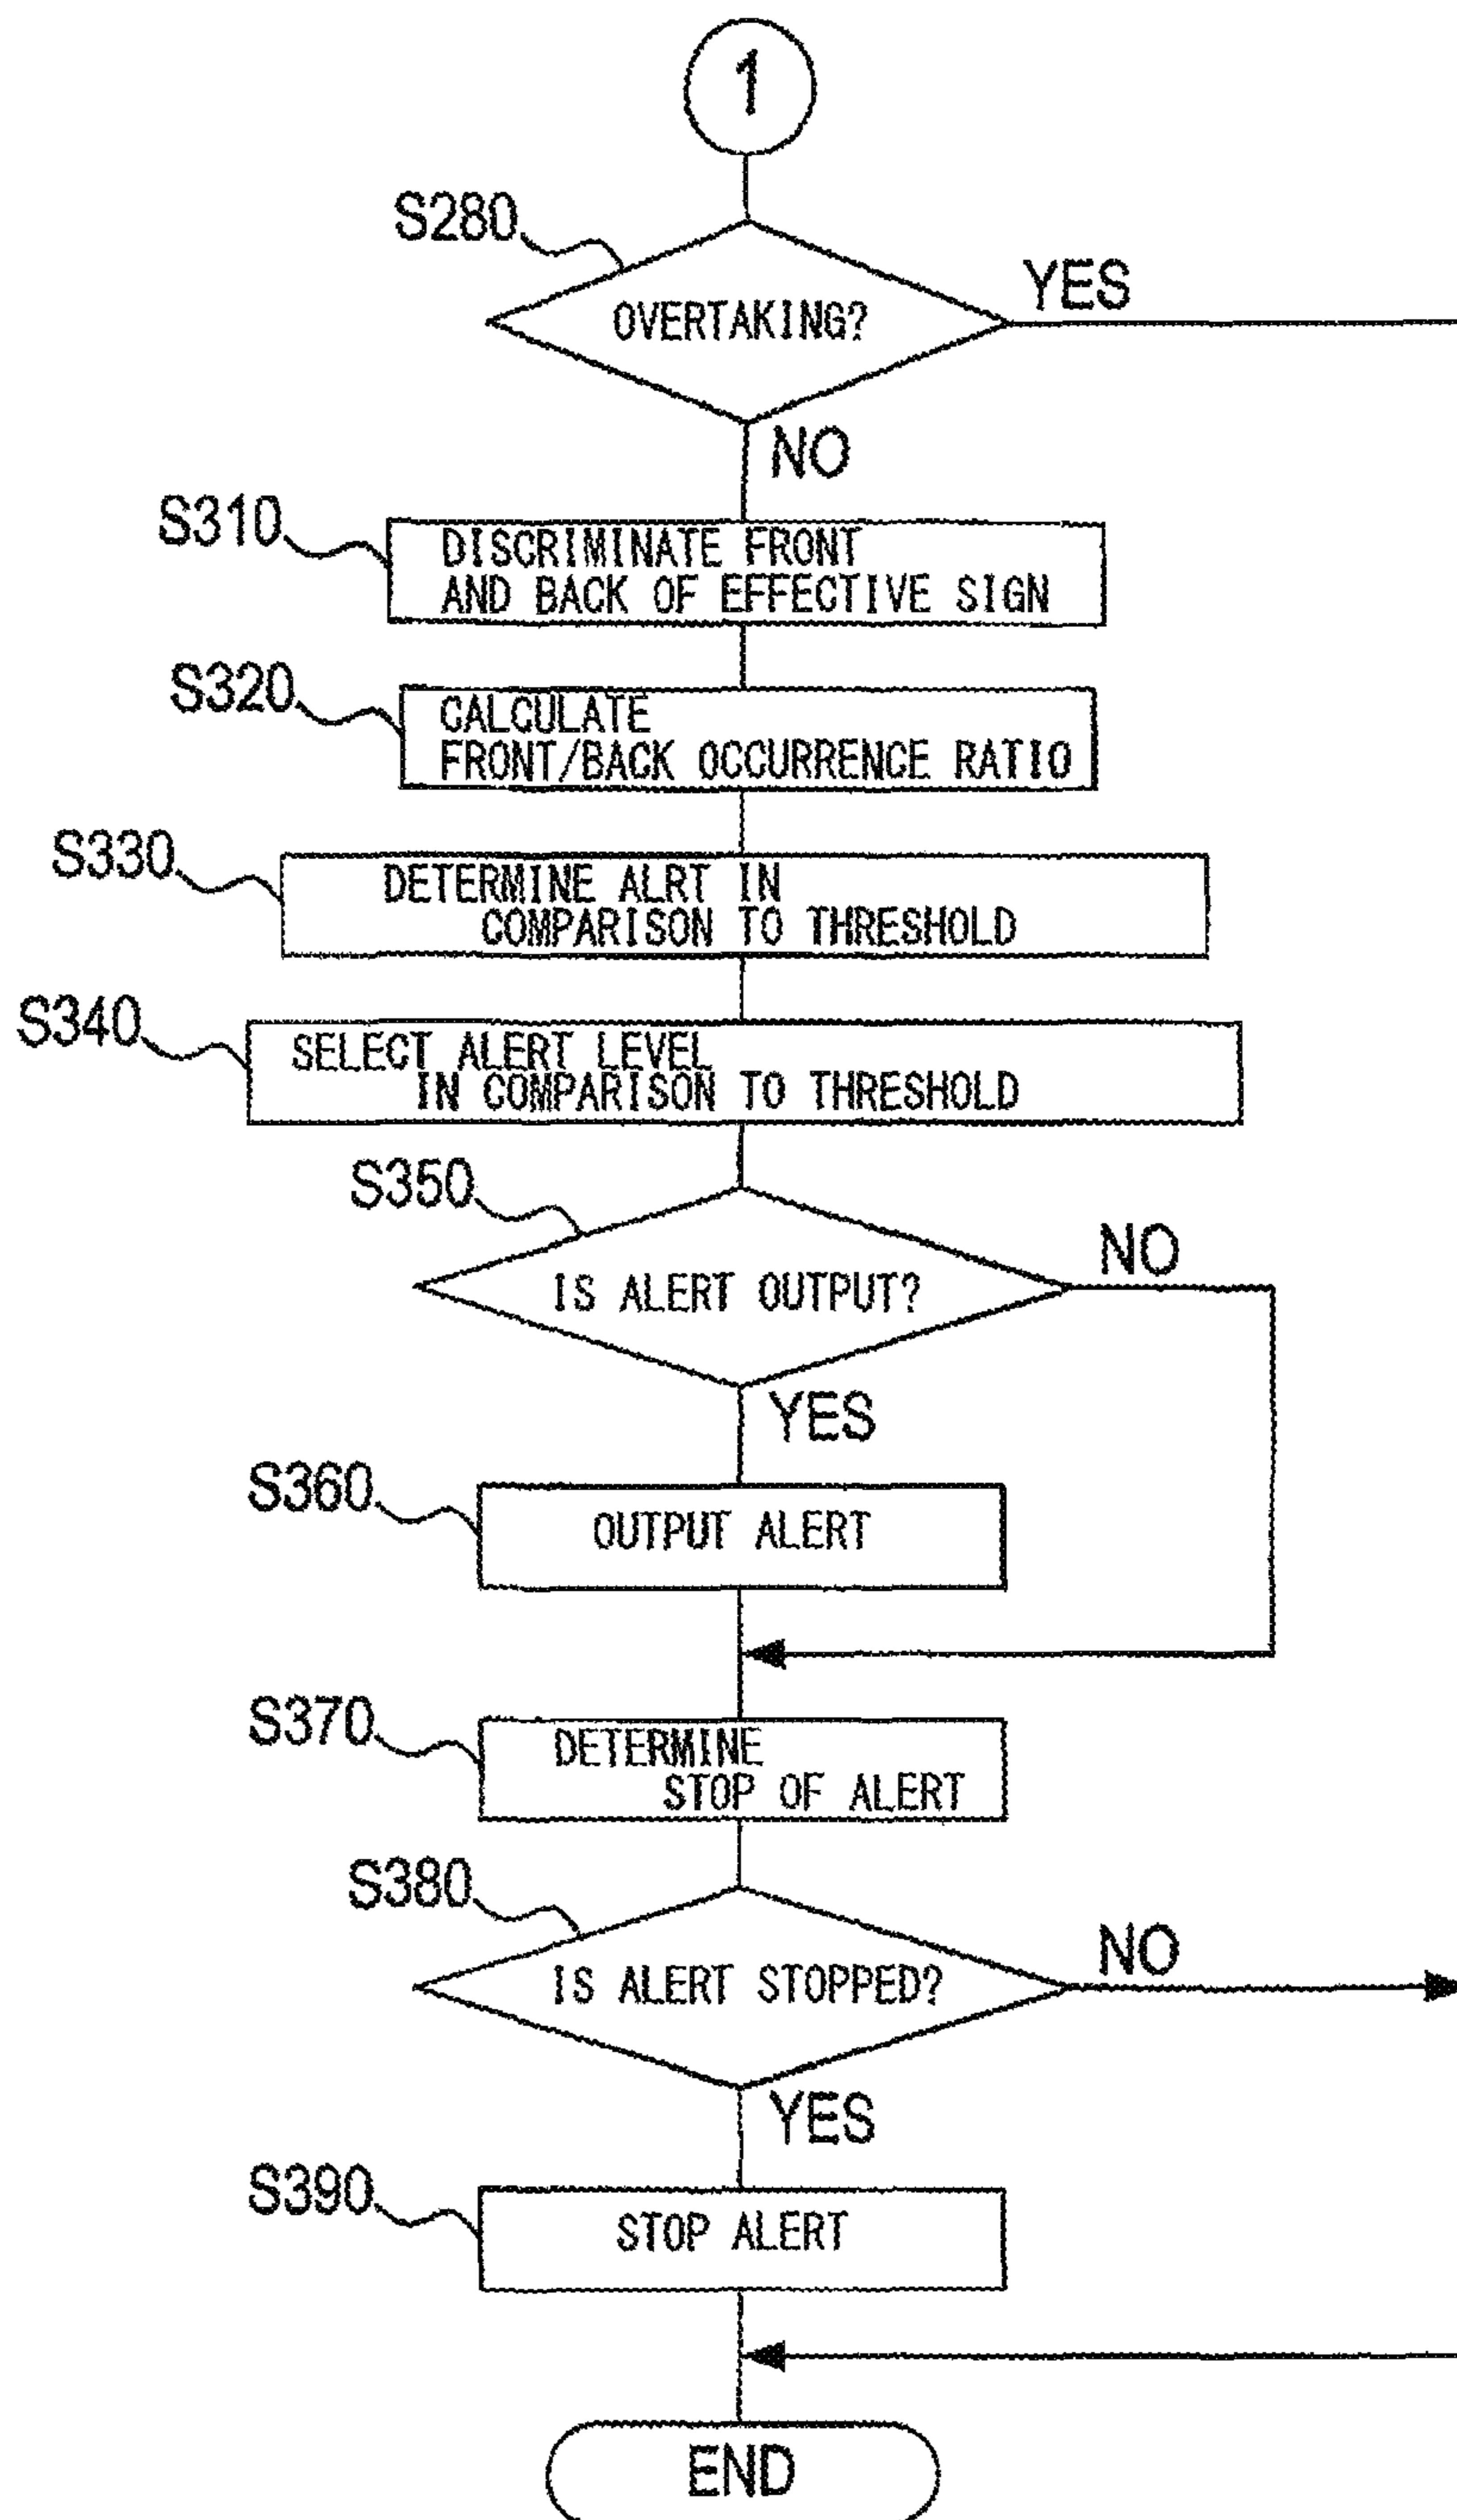 1
S280
OVERTAKING?
YES
NO
S310
DISCRIMINATE FRONT
AND BACK OF EFFECTIVE SIGN
S320
CALCULATE
FRONT/BACK OCCURRENCE RATIO
S330
DETERMINE ALRT IN
COMPARISON TO THRESHOLD
S340
SELECT ALERT LEVEL
IN COMPARISON TO THRESHOLD
S350
IS ALERT OUTPUT?
NO
YES
S360
OUTPUT ALERT
S370
DETERMINE
STOP OF ALERT
S380
IS ALERT STOPPED?
NO
YES
S390
STOP ALERT
END